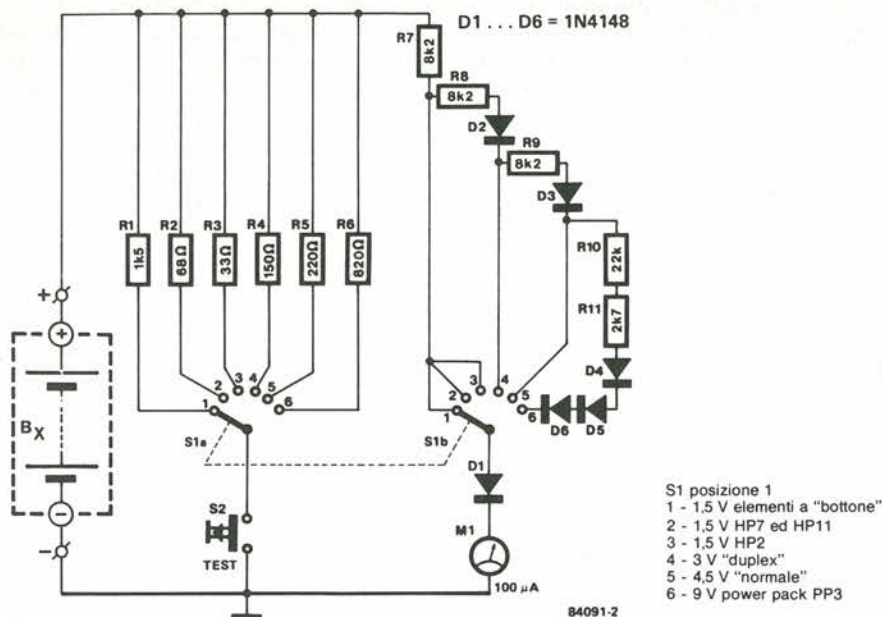 D1 . . . D6 = 1N4148
R7
8k2
R8
8k2
D2
R9
8k2
D3
R1
1k5
R2
68Ω
R3
33Ω
R4
150Ω
R5
220Ω
R6
820Ω
R10
22k
R11
2k7
+
+
BX
−
−
1
2
3
4
5
6
S1a
1
2
3
4
5
6
S1b
D4
D5
D6
D1
S2
TEST
M1
100 µA
84091-2
S1 posizione 1
1 - 1,5 V elementi a "bottone"
2 - 1,5 V HP7 ed HP11
3 - 1,5 V HP2
4 - 3 V "duplex"
5 - 4,5 V "normale"
6 - 9 V power pack PP3